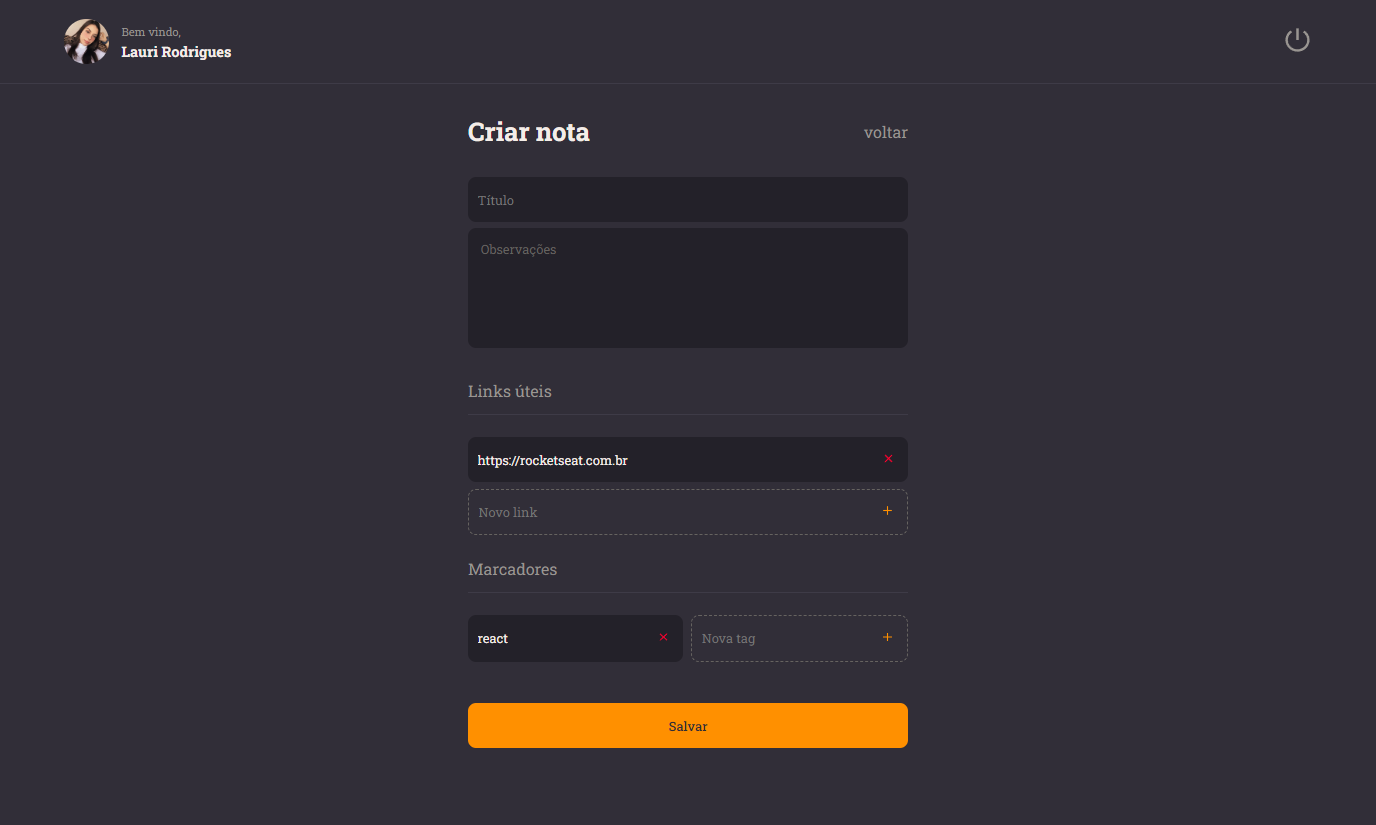 Bem vindo,
Lauri Rodrigues
Criar nota
voltar
Título
Observações
Links úteis
https://rocketseat.com.br
Novo link
Marcadores
react
Nova tag
Salvar